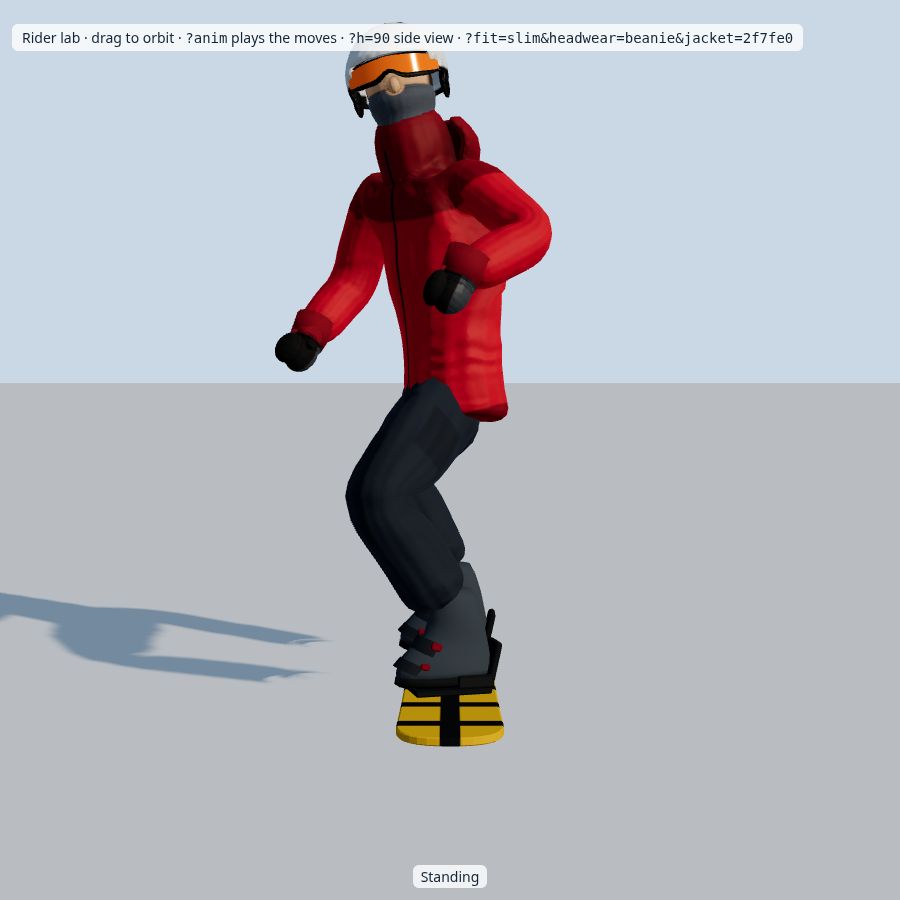 Rider lab · drag to orbit · ?anim plays the moves · ?h=90 side view · ?fit=slim&headwear=beanie&jacket=2f7fe0
Standing